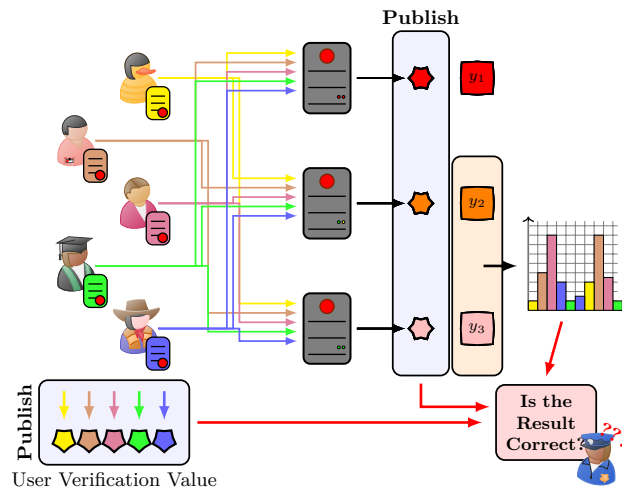 Publish
y₁
y₂
y₃
Publish
User Verification Value
Is the
Result
Correct?
???